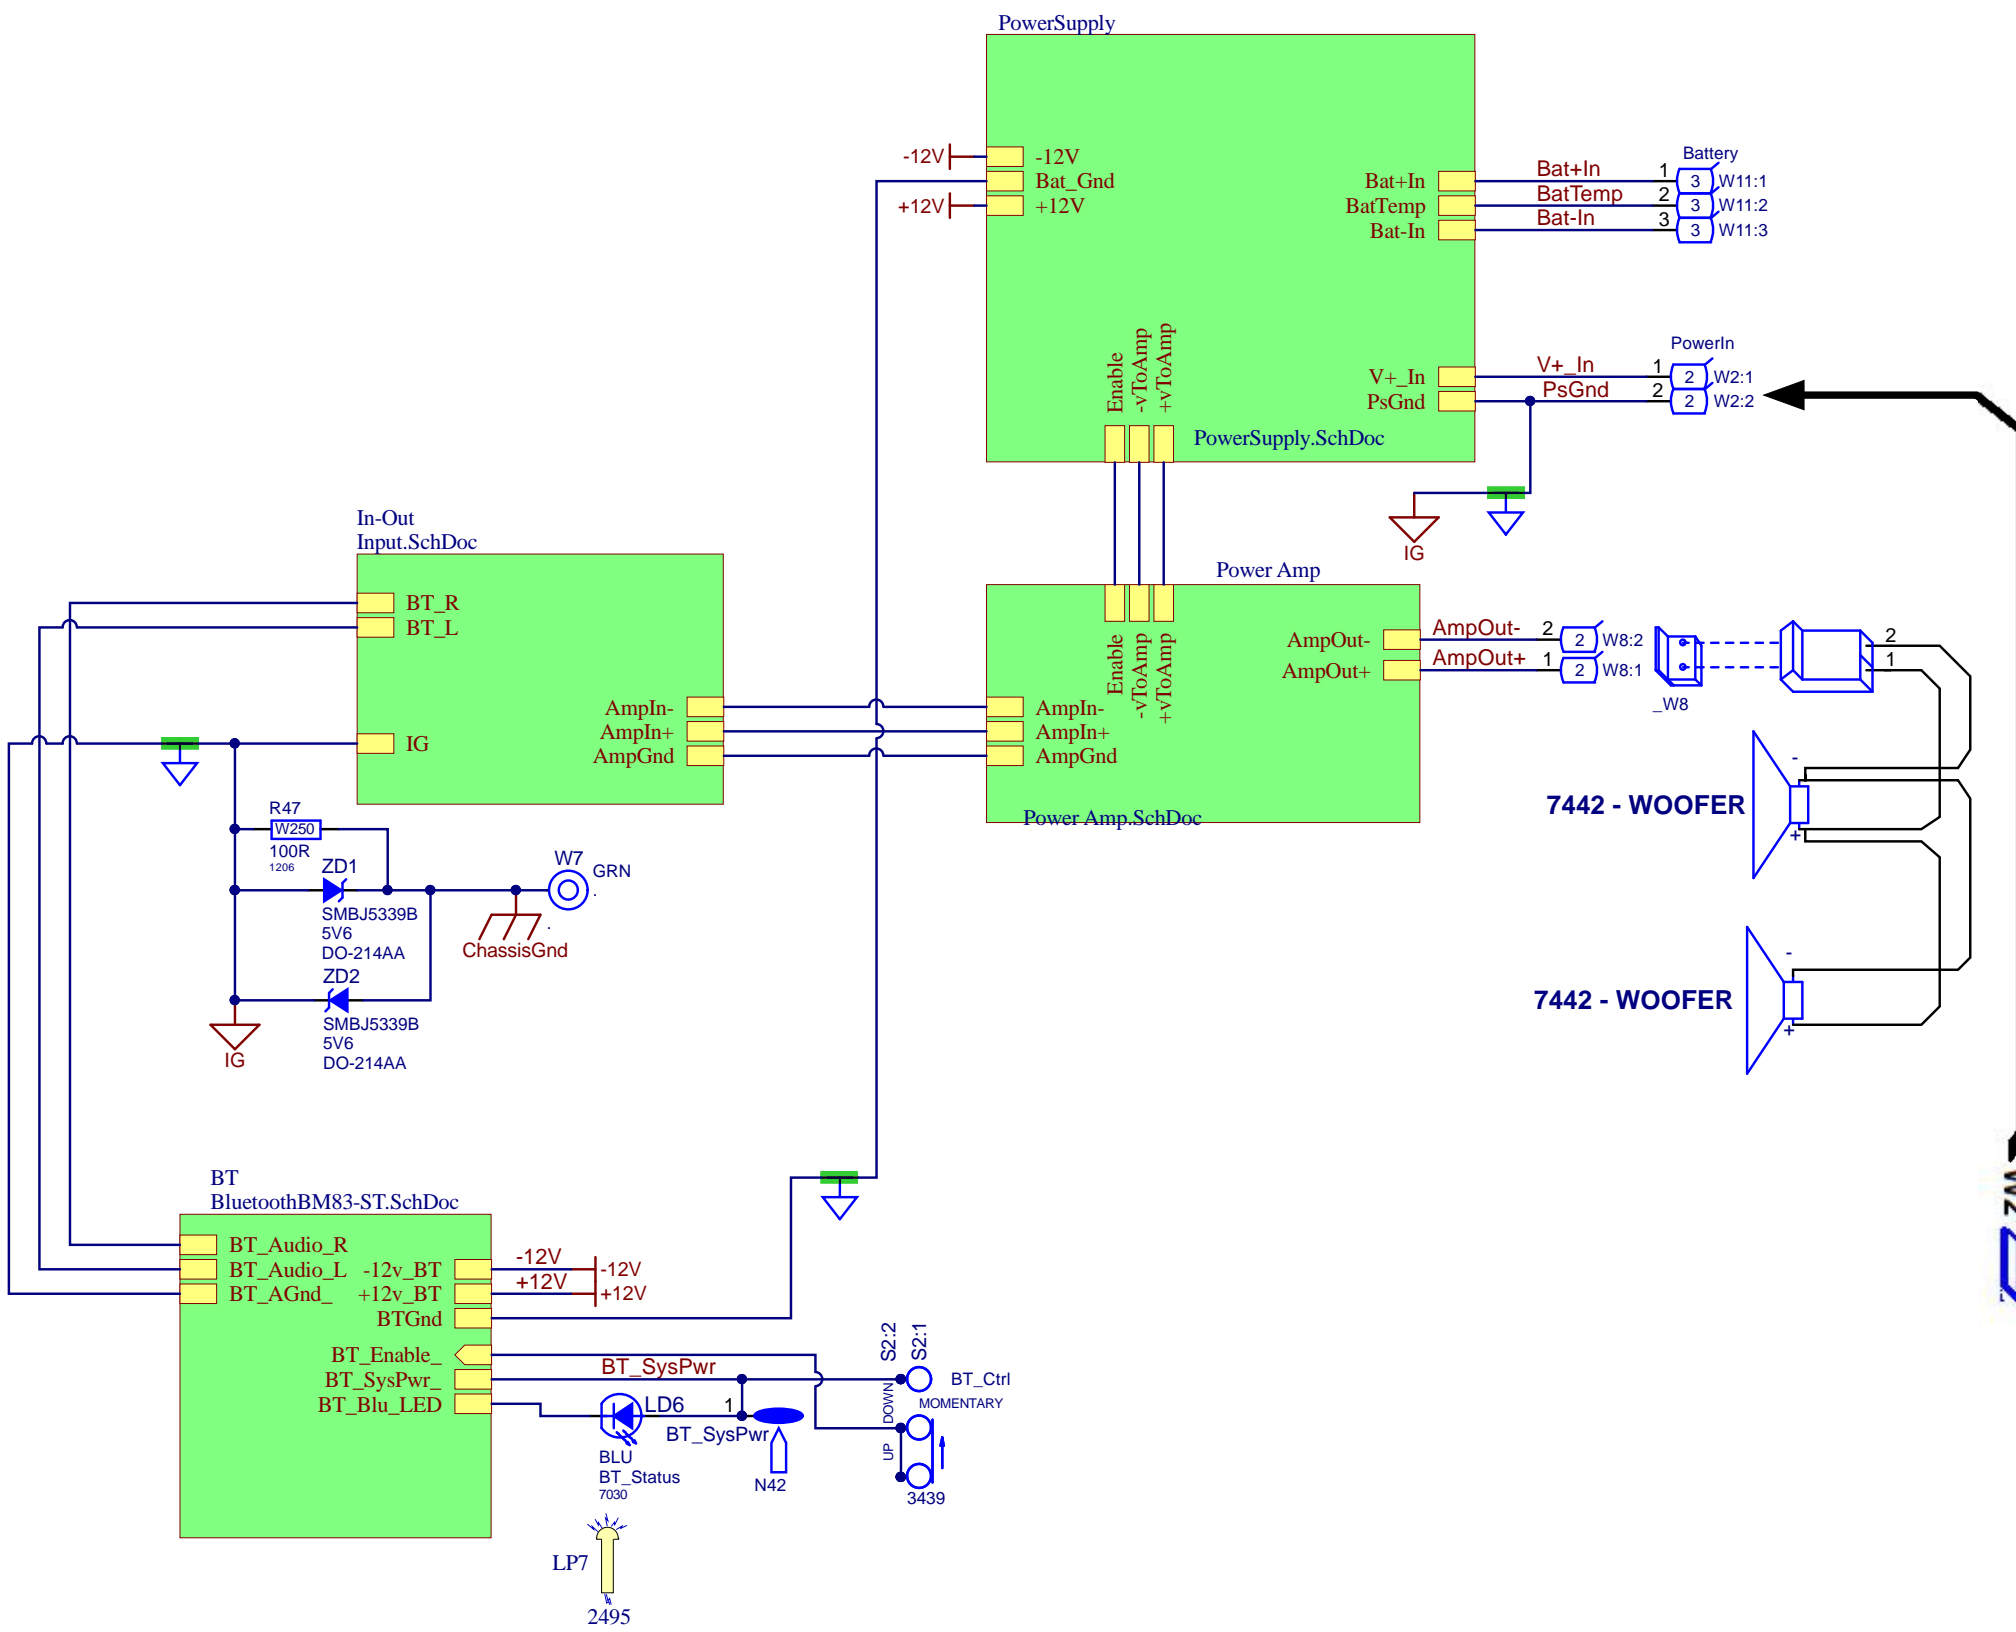 PowerSupply
-12V
-12V
Bat_Gnd
+12V
+12V
Bat+In
BatTemp
Bat-In
Bat+In
BatTemp
Bat-In
Battery
1
2
3
3
3
3
W11:1
W11:2
W11:3
Enable
-vToAmp
+vToAmp
V+_In
PsGnd
V+_In
PsGnd
PowerIn
1
2
2
2
W2:1
W2:2
PowerSupply.SchDoc
IG
In-Out
Input.SchDoc
BT_R
BT_L
AmpIn-
AmpIn+
AmpGnd
IG
Power Amp
Enable
-vToAmp
+vToAmp
AmpIn-
AmpIn+
AmpGnd
AmpOut-
AmpOut+
AmpOut-
AmpOut+
2
1
2
2
W8:2
W8:1
_W8
2
1
Power Amp.SchDoc
R47
W250
100R
1206
ZD1
SMBJ5339B
5V6
DO-214AA
ZD2
SMBJ5339B
5V6
DO-214AA
IG
W7
GRN
.
.
ChassisGnd
-
7442 - WOOFER
+
-
7442 - WOOFER
+
BT
BluetoothBM83-ST.SchDoc
BT_Audio_R
BT_Audio_L
BT_AGnd_
-12v_BT
+12v_BT
BTGnd
BT_Enable_
BT_SysPwr_
BT_Blu_LED
-12V
+12V
-12V
+12V
BT_SysPwr
LD6
1
BT_SysPwr
BLU
BT_Status
7030
N42
S2:2
S2:1
BT_Ctrl
MOMENTARY
DOWN
UP
3439
LP7
2495